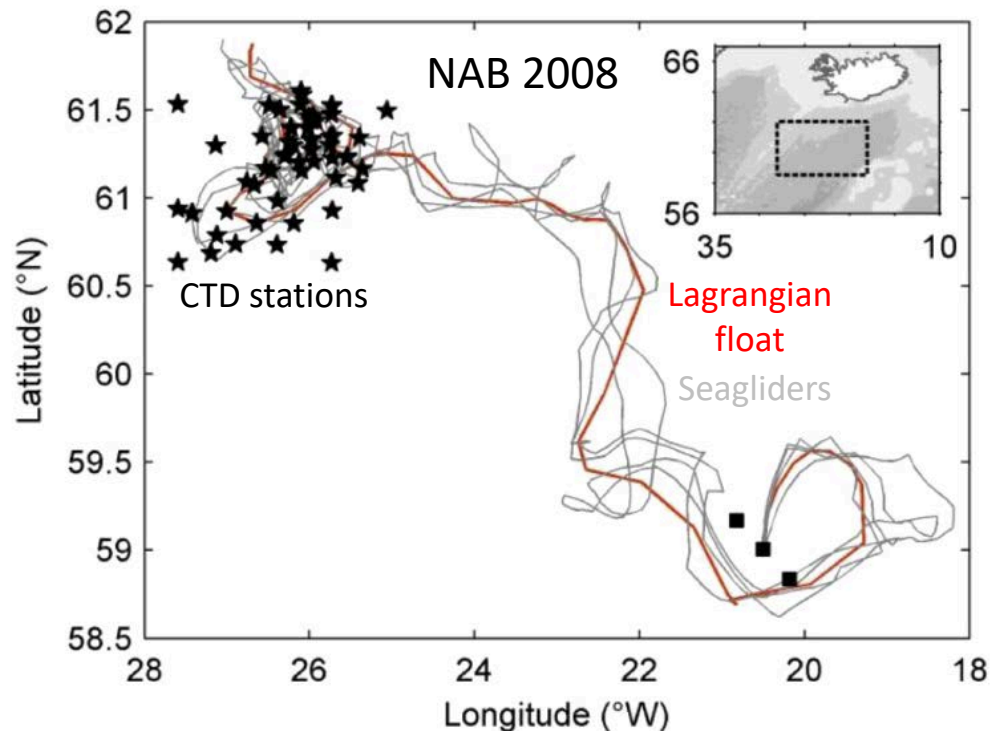 NAB 2008
62
61.5
61
60.5
60
59.5
59
58.5
Latitude (°N)
66
56
35 10
CTD stations
Lagrangian
float
Seagliders
28 26 24 22 20 18
Longitude (°W)